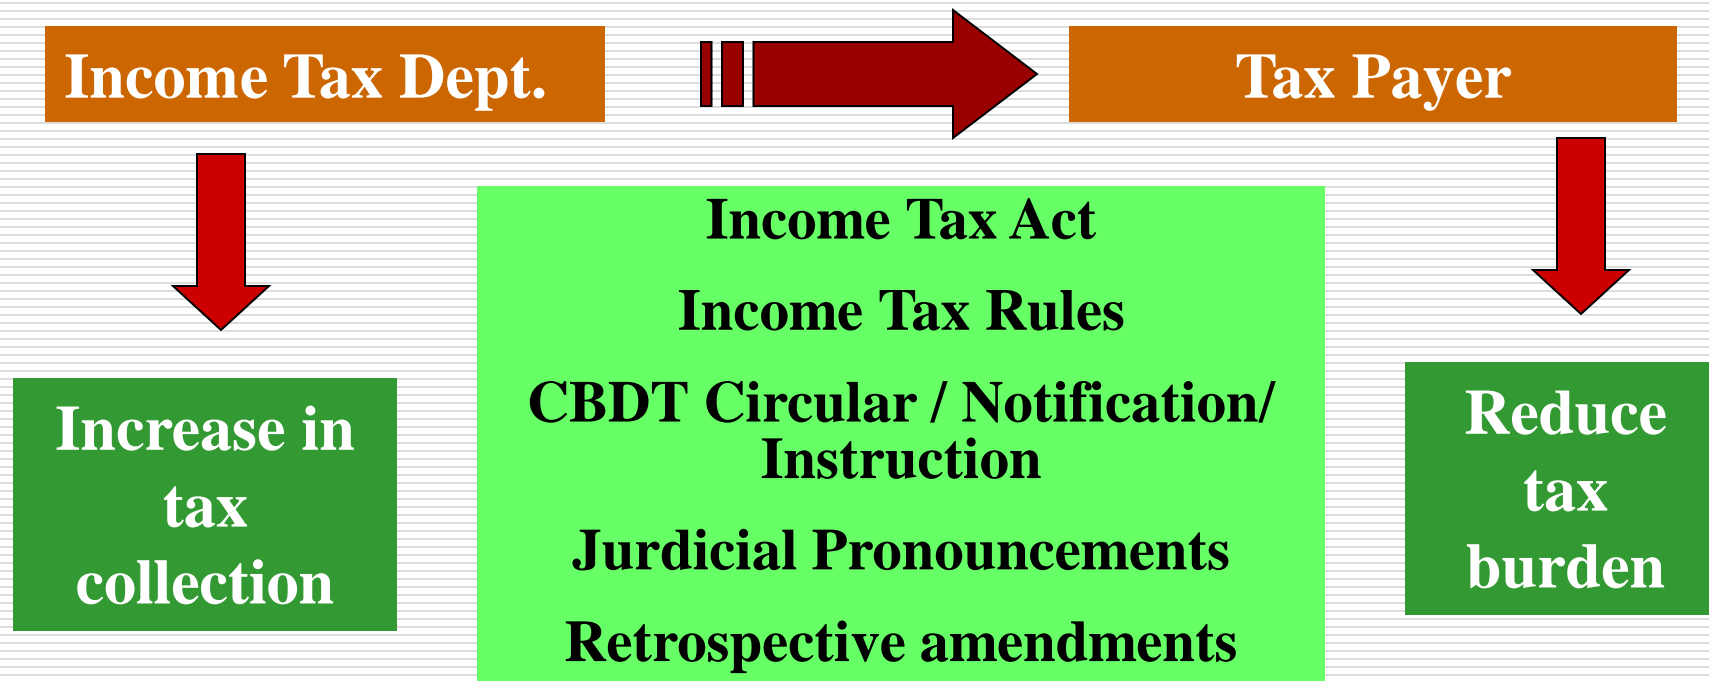 Income Tax Dept.
Tax Payer
Income Tax Act
Income Tax Rules
CBDT Circular / Notification/
Instruction
Jurdicial Pronouncements
Retrospective amendments
Increase in
tax
collection
Reduce
tax
burden